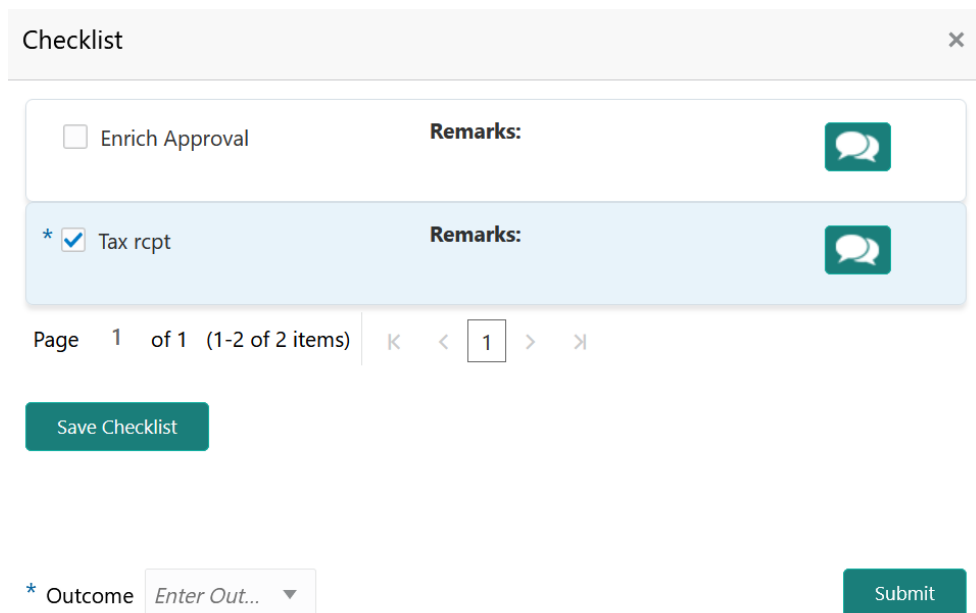 Checklist
Enrich Approval Remarks:
* Tax rcpt Remarks:
Page 1 of 1 (1-2 of 2 items) 1
Save Checklist
* Outcome Enter Out... Submit